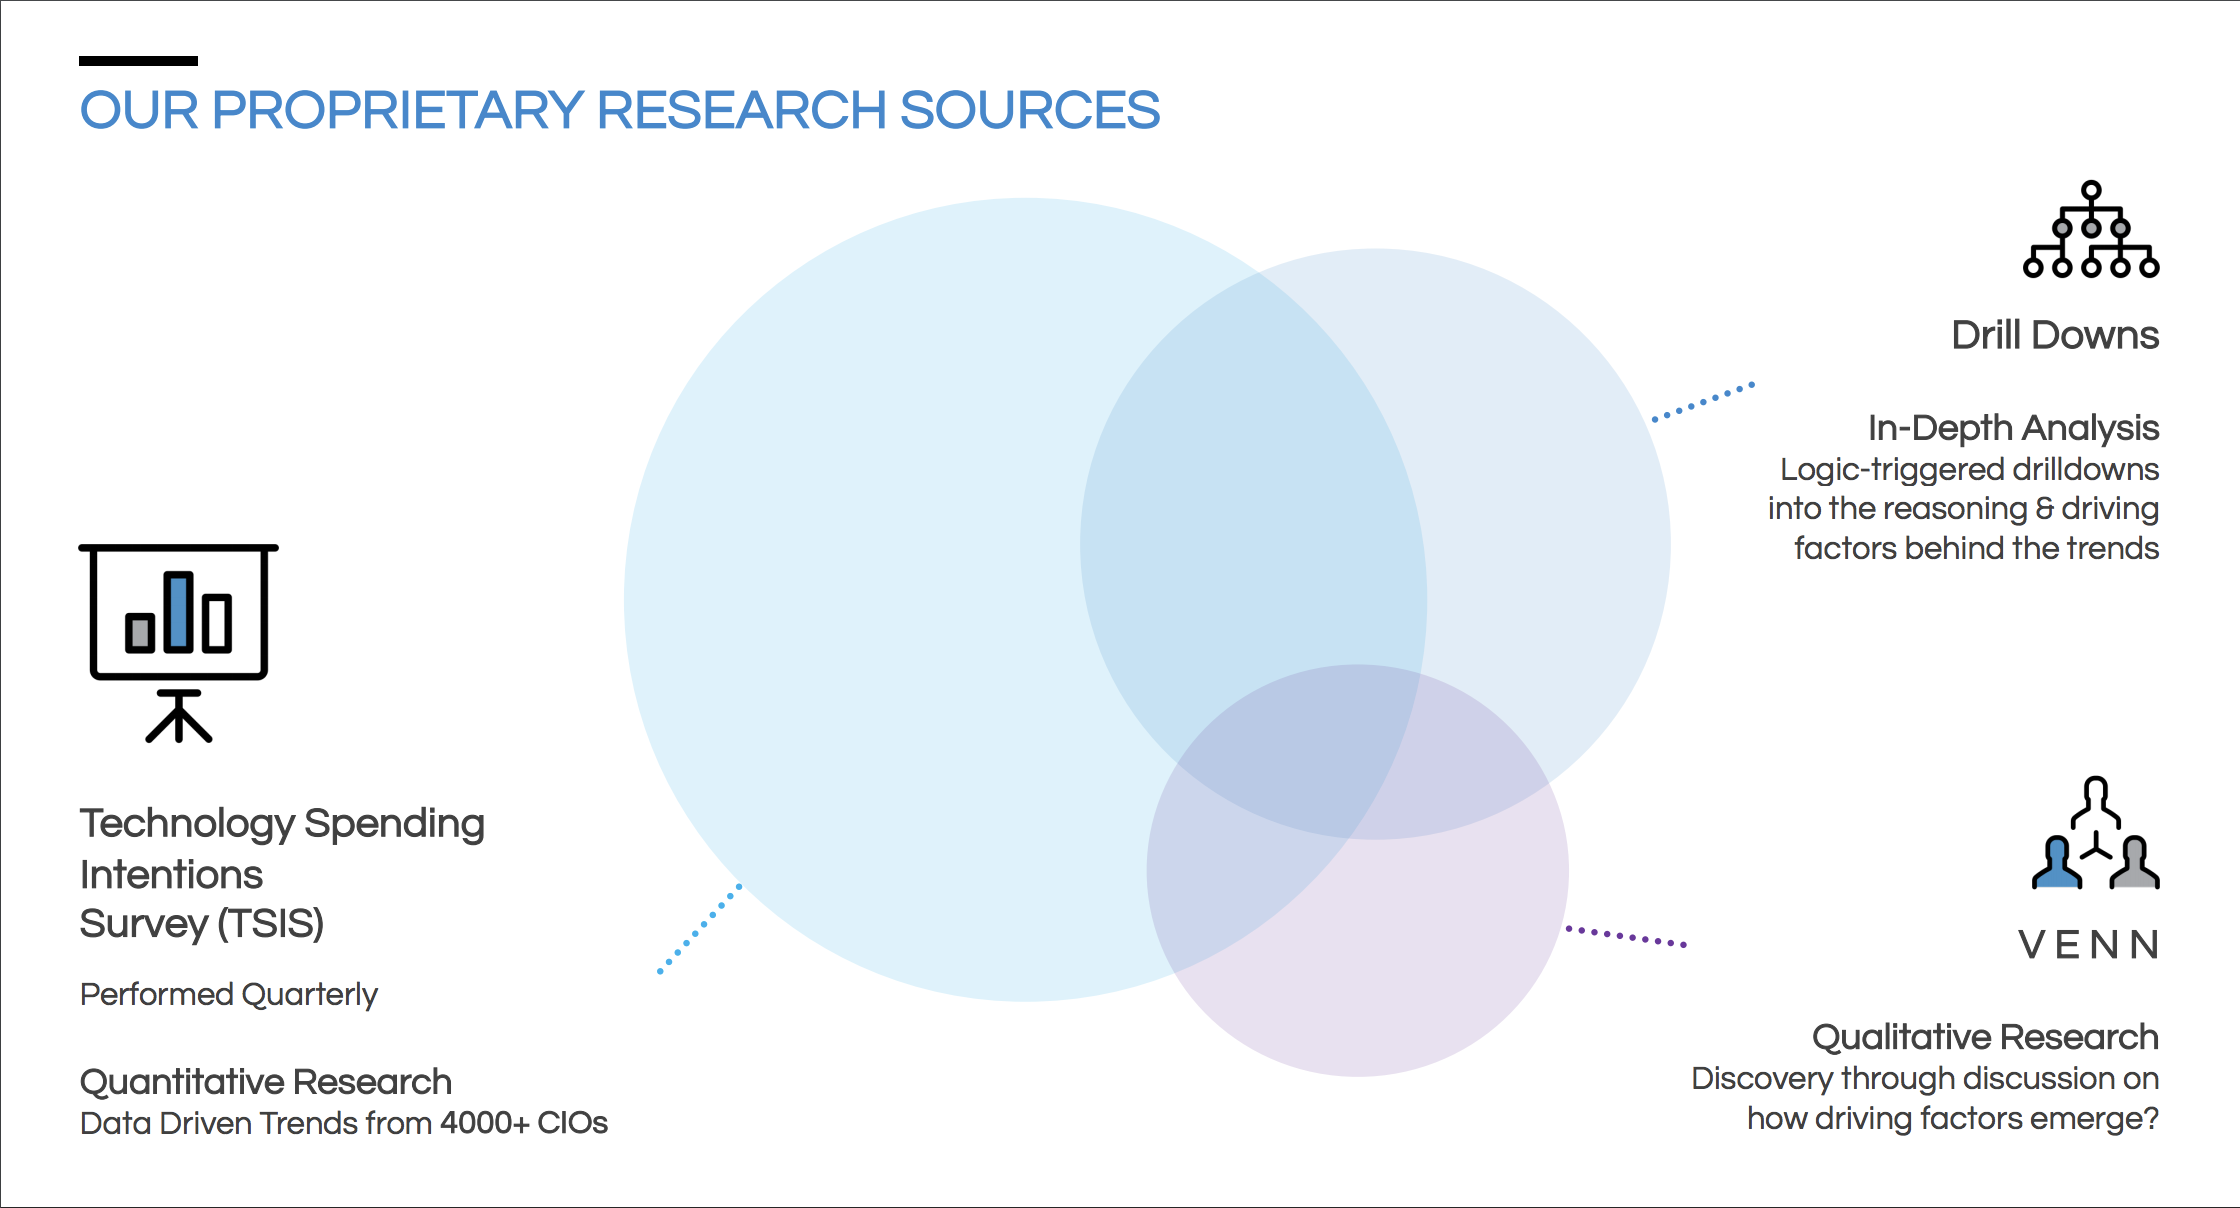 OUR PROPRIETARY RESEARCH SOURCES
Technology Spending
Intentions
Survey (TSIS)
Performed Quarterly
Quantitative Research
Data Driven Trends from 4000+ CIOs
Drill Downs
In-Depth Analysis
Logic-triggered drilldowns
into the reasoning & driving
factors behind the trends
VENN
Qualitative Research
Discovery through discussion on
how driving factors emerge?